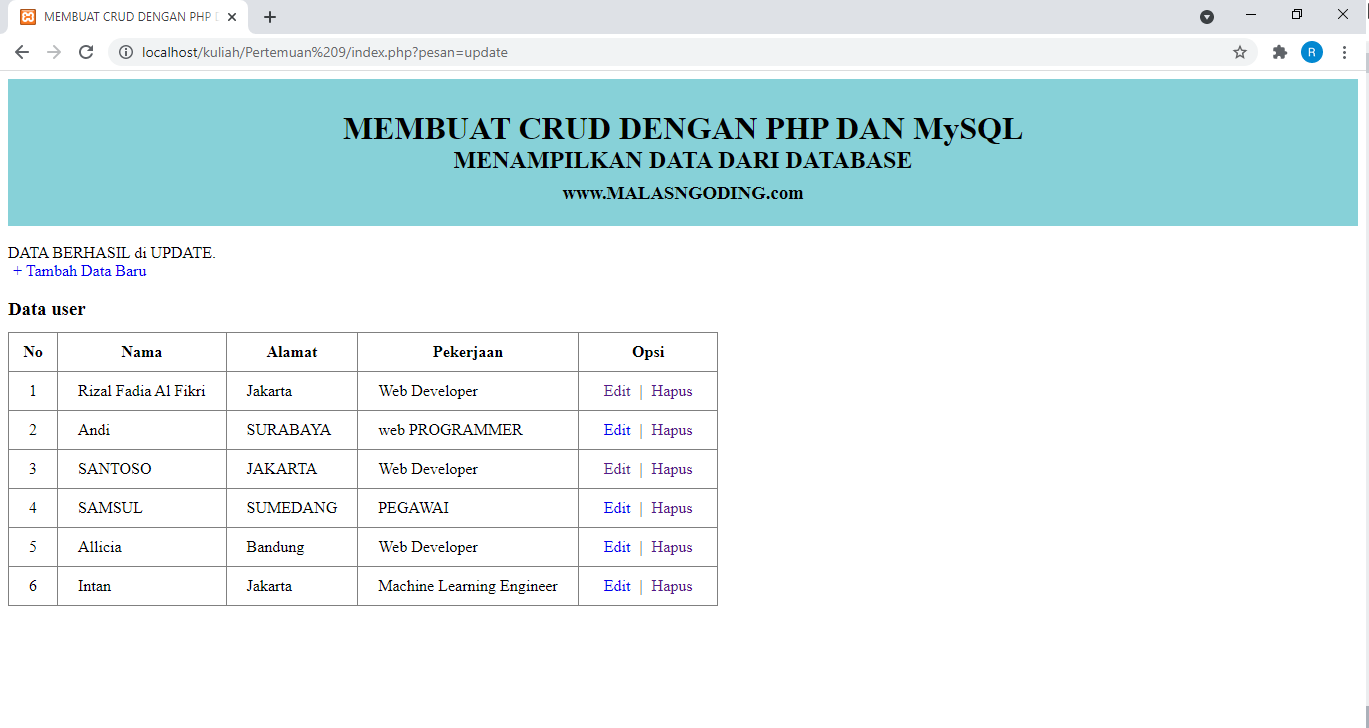 MEMBUAT CRUD DENGAN PHP
localhost/kuliah/Pertemuan%209/index.php?pesan=update
R
MEMBUAT CRUD DENGAN PHP DAN MySQL
MENAMPILKAN DATA DARI DATABASE
www.MALASNGODING.com
DATA BERHASIL di UPDATE.
+ Tambah Data Baru
Data user
No Nama Alamat Pekerjaan Opsi
1 Rizal Fadia Al Fikri Jakarta Web Developer Edit | Hapus
2 Andi SURABAYA web PROGRAMMER Edit | Hapus
3 SANTOSO JAKARTA Web Developer Edit | Hapus
4 SAMSUL SUMEDANG PEGAWAI Edit | Hapus
5 Allicia Bandung Web Developer Edit | Hapus
6 Intan Jakarta Machine Learning Engineer Edit | Hapus